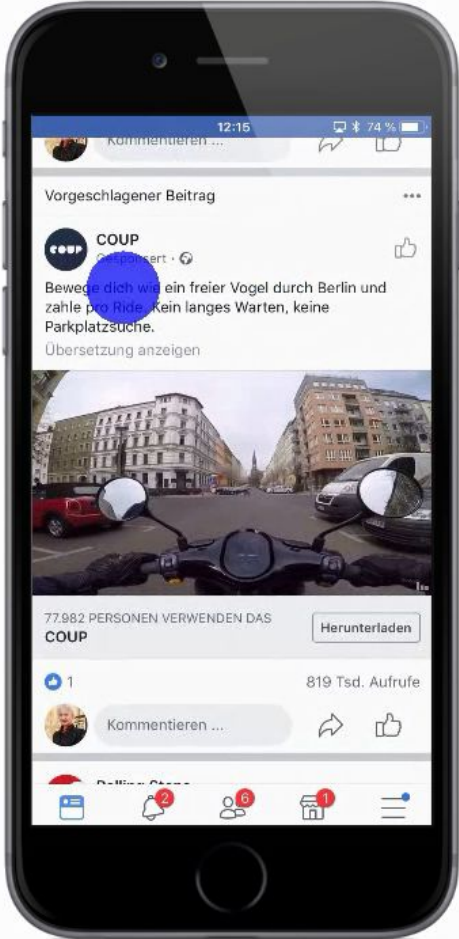 12:15 74 %
Kommentieren ...
Vorgeschlagener Beitrag
COUP
COUP
Gesponsert
Bewege dich wie ein freier Vogel durch Berlin und
zahle pro Ride. Kein langes Warten, keine
Parkplatzsuche.
Übersetzung anzeigen
77.982 PERSONEN VERWENDEN DAS
COUP
Herunterladen
1 819 Tsd. Aufrufe
Kommentieren ...
2 6 1